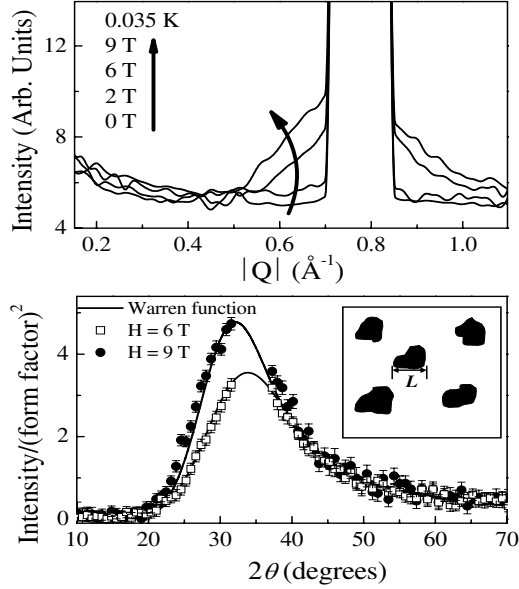 0.035 K
9 T
6 T
2 T
0 T
Intensity (Arb. Units)
12
8
4
0.2 0.4 0.6 0.8 1.0
|Q| (Å⁻¹)
Warren function
H = 6 T
H = 9 T
L
Intensity/(form factor)²
4
2
0
10 20 30 40 50 60 70
2θ (degrees)